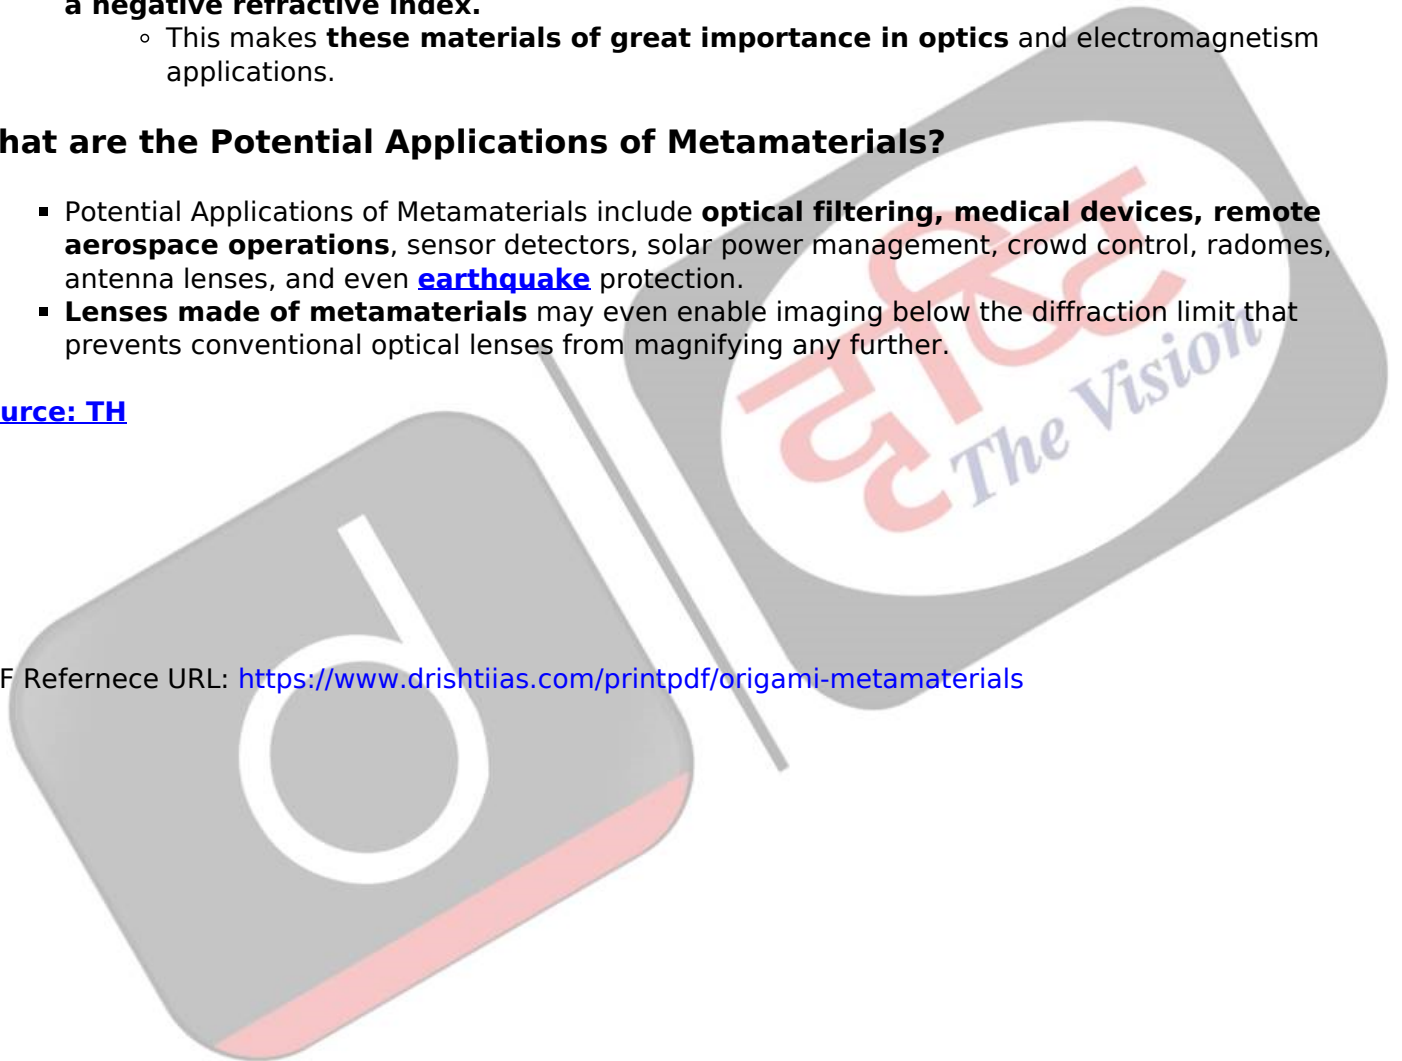 a negative refractive index.
This makes these materials of great importance in optics and electromagnetism
applications.
hat are the Potential Applications of Metamaterials?
Potential Applications of Metamaterials include optical filtering, medical devices, remote
aerospace operations, sensor detectors, solar power management, crowd control, radomes,
antenna lenses, and even earthquake protection.
Lenses made of metamaterials may even enable imaging below the diffraction limit that
prevents conventional optical lenses from magnifying any further.
urce: TH
F Refernece URL: https://www.drishtiias.com/printpdf/origami-metamaterials
d
दृष्टि
The Vision